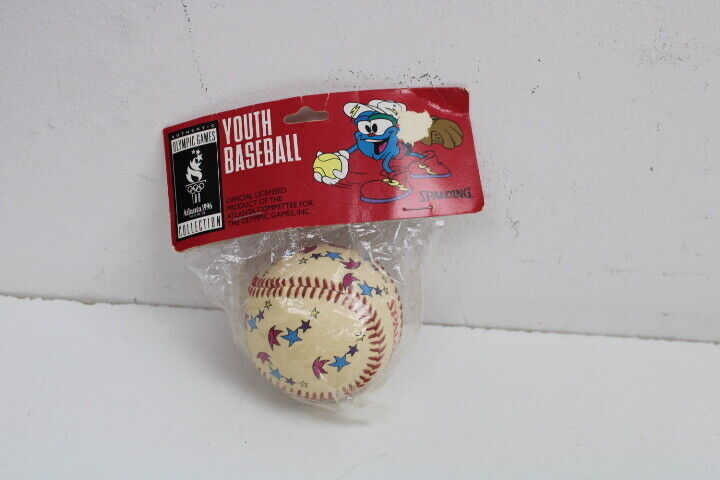 AUTHENTIC
OLYMPIC GAMES
Atlanta 1996
COLLECTION
YOUTH
BASEBALL
OFFICIAL LICENSED
PRODUCT OF THE
ATLANTA COMMITTEE FOR
THE OLYMPIC GAMES, INC.
SPALDING